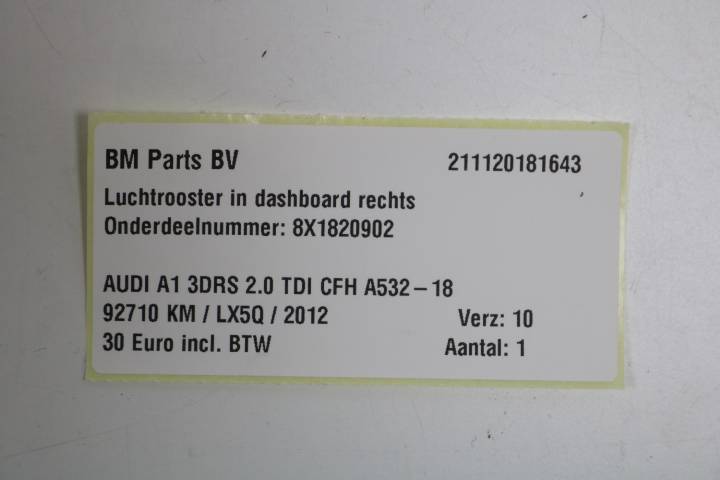 BM Parts BV 211120181643
Luchtrooster in dashboard rechts
Onderdeelnummer: 8X1820902
AUDI A1 3DRS 2.0 TDI CFH A532-18
92710 KM / LX5Q / 2012 Verz: 10
30 Euro incl. BTW Aantal: 1